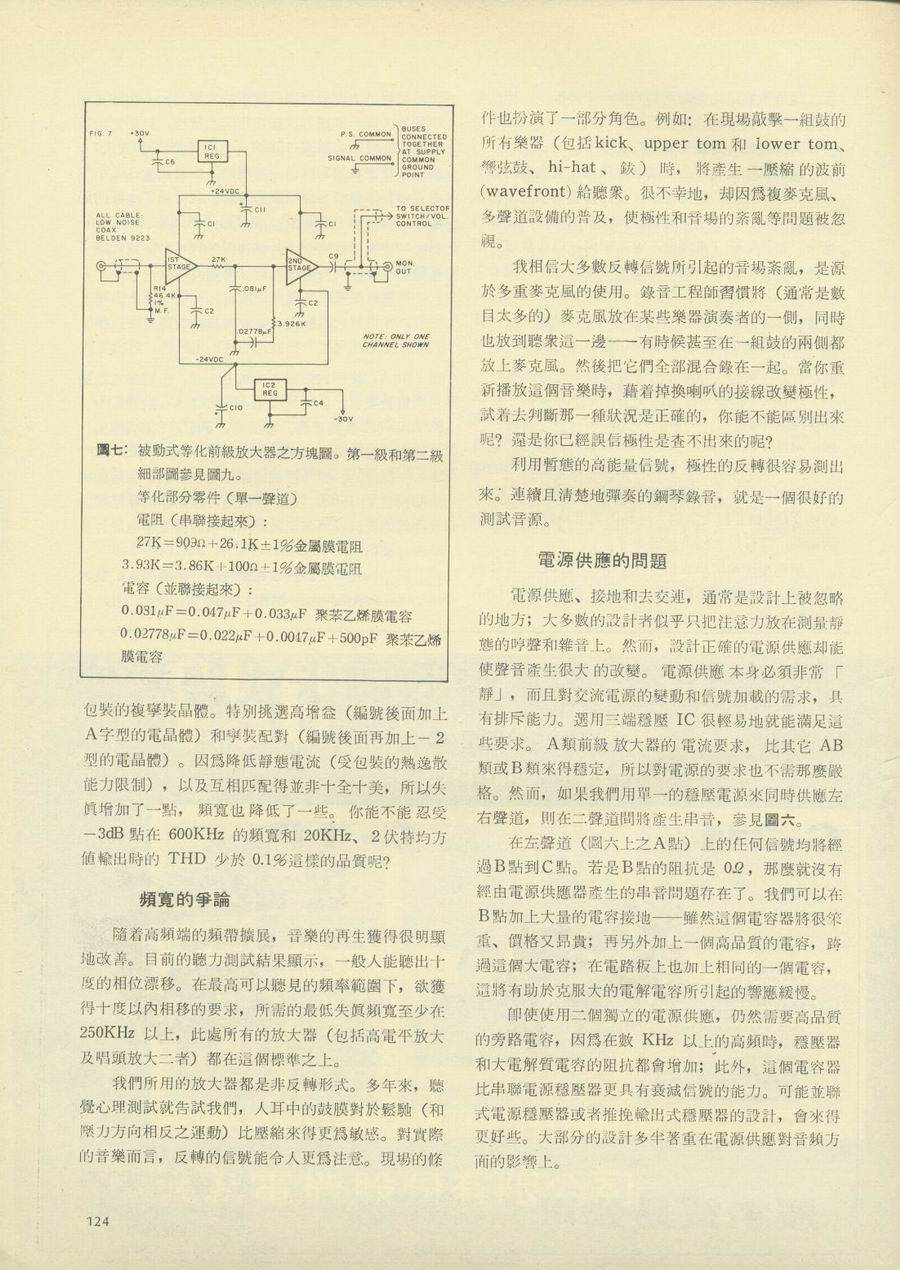 FIG. 7
+30V
IC1
REG
C6
P.S. COMMON
SIGNAL COMMON
BUSES
CONNECTED
TOGETHER
AT SUPPLY
COMMON
GROUND
POINT
+24VDC
C11
C1
C1
ALL CABLE:
LOW NOISE
COAX
BELDEN 9223
TO SELECTOR
SWITCH/VOL.
CONTROL
1ST
STAGE
27K
2ND
STAGE
C9
MON.
OUT
R14
46.4K
1%
M.F.
.081μF
C2
C2
3.926K
.02778μF
NOTE: ONLY ONE
CHANNEL SHOWN
-24VDC
IC2
REG
C10
C4
-30V
圖七：被動式等化前級放大器之方塊圖。第一級和第二級
細部圖參見圖九。
等化部分零件（單一聲道）
電阻（串聯接起來）：
27K=909Ω+26.1K±1%金屬膜電阻
3.93K=3.86K+100Ω±1%金屬膜電阻
電容（並聯接起來）：
0.081μF=0.047μF+0.033μF 聚苯乙烯膜電容
0.02778μF=0.022μF+0.0047μF+500pF 聚苯乙烯
膜電容
包裝的複孿裝晶體。特別挑選高增益（編號後面加上
A字型的電晶體）和孿裝配對（編號後面再加上－2
型的電晶體）。因爲降低靜態電流（受包裝的熱逸散
能力限制），以及互相匹配得並非十全十美，所以失
眞增加了一點， 頻寬也降低了一些。你能不能忍受
－3dB 點在 600KHz 的頻寬和 20KHz、2伏特均方
値輸出時的 THD 少於 0.1%這樣的品質呢?
頻寬的爭論
隨着高頻端的頻帶擴展，音樂的再生獲得很明顯
地改善。目前的聽力測試結果顯示，一般人能聽出十
度的相位漂移。在最高可以聽見的頻率範圍下，欲獲
得十度以內相移的要求，所需的最低失眞頻寬至少在
250KHz 以上，此處所有的放大器（包括高電平放大
及唱頭放大二者）都在這個標準之上。
我們所用的放大器都是非反轉形式。多年來，聽
覺心理測試就告試我們，人耳中的鼓膜對於鬆馳（和
壓力方向相反之運動）比壓縮來得更爲敏感。對實際
的音樂而言，反轉的信號能令人更爲注意。現場的條
件也扮演了一部分角色。例如：在現場敲擊一組鼓的
所有樂器（包括kick、upper tom 和 lower tom、
響弦鼓、hi-hat、鈸）時， 將產生一壓縮的波前
(wavefront) 給聽衆。很不幸地，却因爲複麥克風、
多聲道設備的普及，使極性和音場的紊亂等問題被忽
視。
我相信大多數反轉信號所引起的音場紊亂，是源
於多重麥克風的使用。錄音工程師習慣將（通常是數
目太多的）麥克風放在某些樂器演奏者的一側，同時
也放到聽衆這一邊——有時候甚至在一組鼓的兩側都
放上麥克風。然後把它們全部混合錄在一起。當你重
新播放這個音樂時，藉着掉換喇叭的接線改變極性，
試着去判斷那一種狀況是正確的，你能不能區別出來
呢？還是你已經誤信極性是查不出來的呢?
利用暫態的高能量信號，極性的反轉很容易測出
來；連續且清楚地彈奏的鋼琴錄音，就是一個很好的
測試音源。
電源供應的問題
電源供應、接地和去交連，通常是設計上被忽略
的地方；大多數的設計者似乎只把注意力放在測量靜
態的哼聲和雜音上。然而，設計正確的電源供應却能
使聲音產生很大的改變。 電源供應本身必須非常「
靜」，而且對交流電源的變動和信號加載的需求，具
有排斥能力。選用三端穩壓 IC 很輕易地就能滿足這
些要求。 A類前級放大器的電流要求， 比其它 AB
類或B類來得穩定，所以對電源的要求也不需那麼嚴
格。然而，如果我們用單一的穩壓電源來同時供應左
右聲道，則在二聲道間將產生串音，參見圖六。
在左聲道（圖六上之A點）上的任何信號均將經
過B點到C點。若是B點的阻抗是 0Ω，那麼就沒有
經由電源供應器產生的串音問題存在了。我們可以在
B點加上大量的電容接地——雖然這個電容器將很笨
重、價格又昂貴；再另外加上一個高品質的電容，跨
過這個大電容；在電路板上也加上相同的一個電容，
這將有助於克服大的電解電容所引起的響應緩慢。
卽使使用二個獨立的電源供應，仍然需要高品質
的旁路電容，因爲在數 KHz 以上的高頻時，穩壓器
和大電解質電容的阻抗都會增加；此外，這個電容器
比串聯電源穩壓器更具有衰減信號的能力。可能並聯
式電源穩壓器或者推挽輸出式穩壓器的設計，會來得
更好些。大部分的設計多半著重在電源供應對音頻方
面的影響上。
124